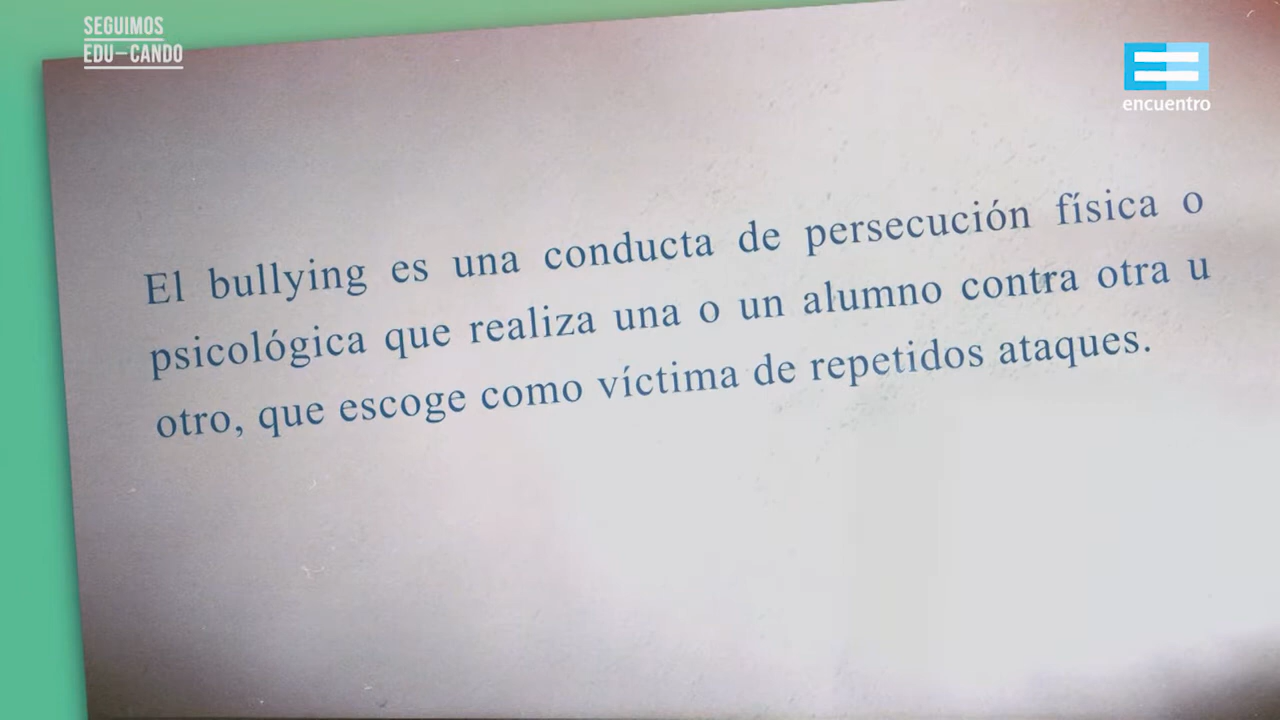 SEGUIMOS
EDU—CANDO
encuentro
El bullying es una conducta de persecución física o
psicológica que realiza una o un alumno contra otra u
otro, que escoge como víctima de repetidos ataques.